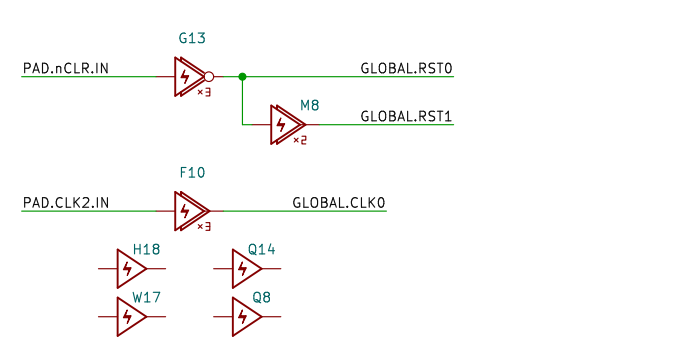 G13
PAD.nCLR.IN
GLOBAL.RST0
×3
M8
GLOBAL.RST1
×2
F10
PAD.CLK2.IN
GLOBAL.CLK0
×3
H18
Q14
W17
Q8